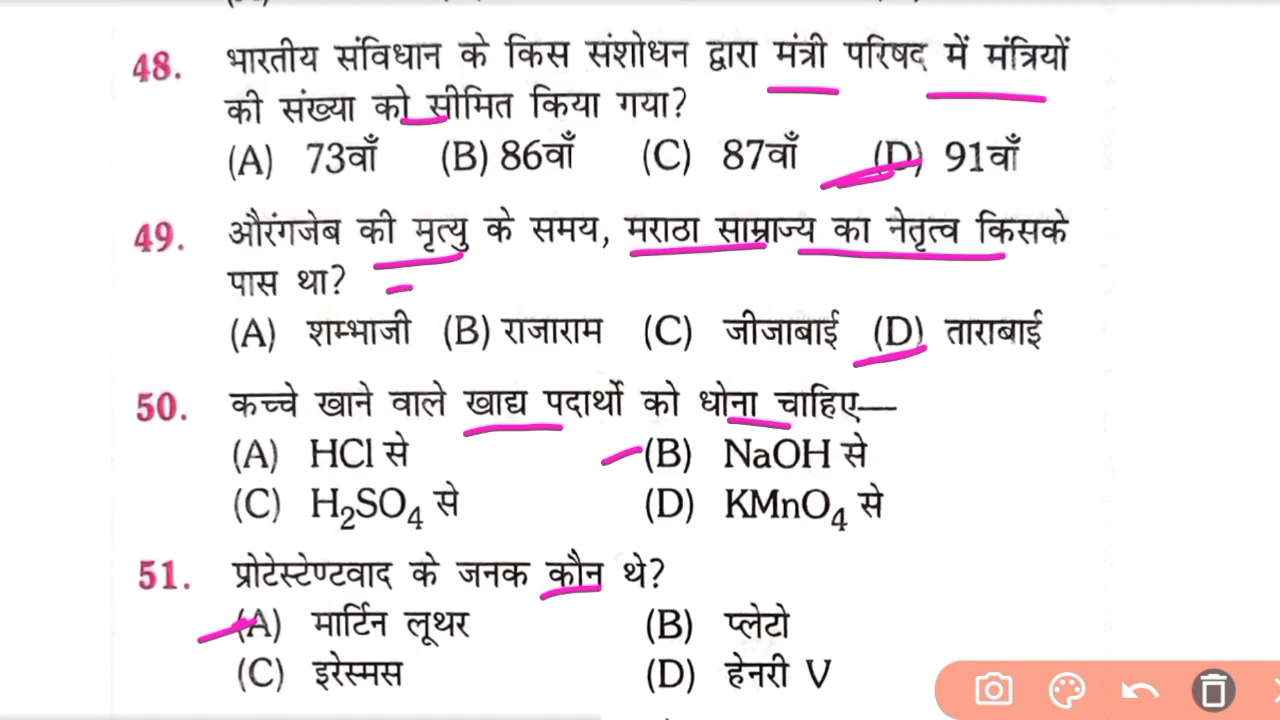 48. भारतीय संविधान के किस संशोधन द्वारा मंत्री परिषद में मंत्रियों
की संख्या को सीमित किया गया?
(A) 73वाँ (B) 86वाँ (C) 87वाँ (D) 91वाँ
49. औरंगजेब की मृत्यु के समय, मराठा साम्राज्य का नेतृत्व किसके
पास था?
(A) शम्भाजी (B) राजाराम (C) जीजाबाई (D) ताराबाई
50. कच्चे खाने वाले खाद्य पदार्थो को धोना चाहिए—
(A) HCl से (B) NaOH से
(C) H₂SO₄ से (D) KMnO₄ से
51. प्रोटेस्टेण्टवाद के जनक कौन थे?
(A) मार्टिन लूथर (B) प्लेटो
(C) इरेस्मस (D) हेनरी V